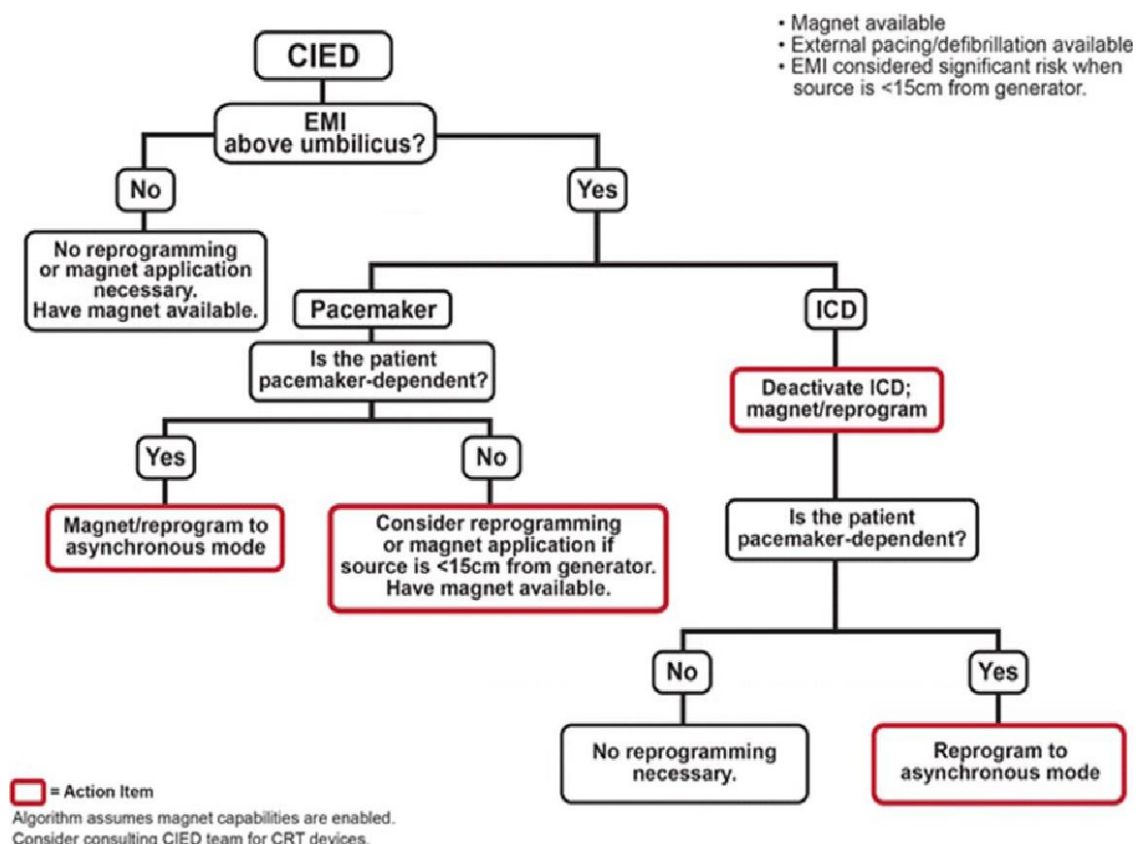 • Magnet available
• External pacing/defibrillation available
• EMI considered significant risk when
source is <15cm from generator.
CIED
EMI
above umbilicus?
No
Yes
No reprogramming
or magnet application
necessary.
Have magnet available.
Pacemaker
ICD
Is the patient
pacemaker-dependent?
Deactivate ICD;
magnet/reprogram
Yes
No
Magnet/reprogram to
asynchronous mode
Consider reprogramming
or magnet application if
source is <15cm from generator.
Have magnet available.
Is the patient
pacemaker-dependent?
No
Yes
No reprogramming
necessary.
Reprogram to
asynchronous mode
= Action Item
Algorithm assumes magnet capabilities are enabled.
Consider consulting CIED team for CRT devices.